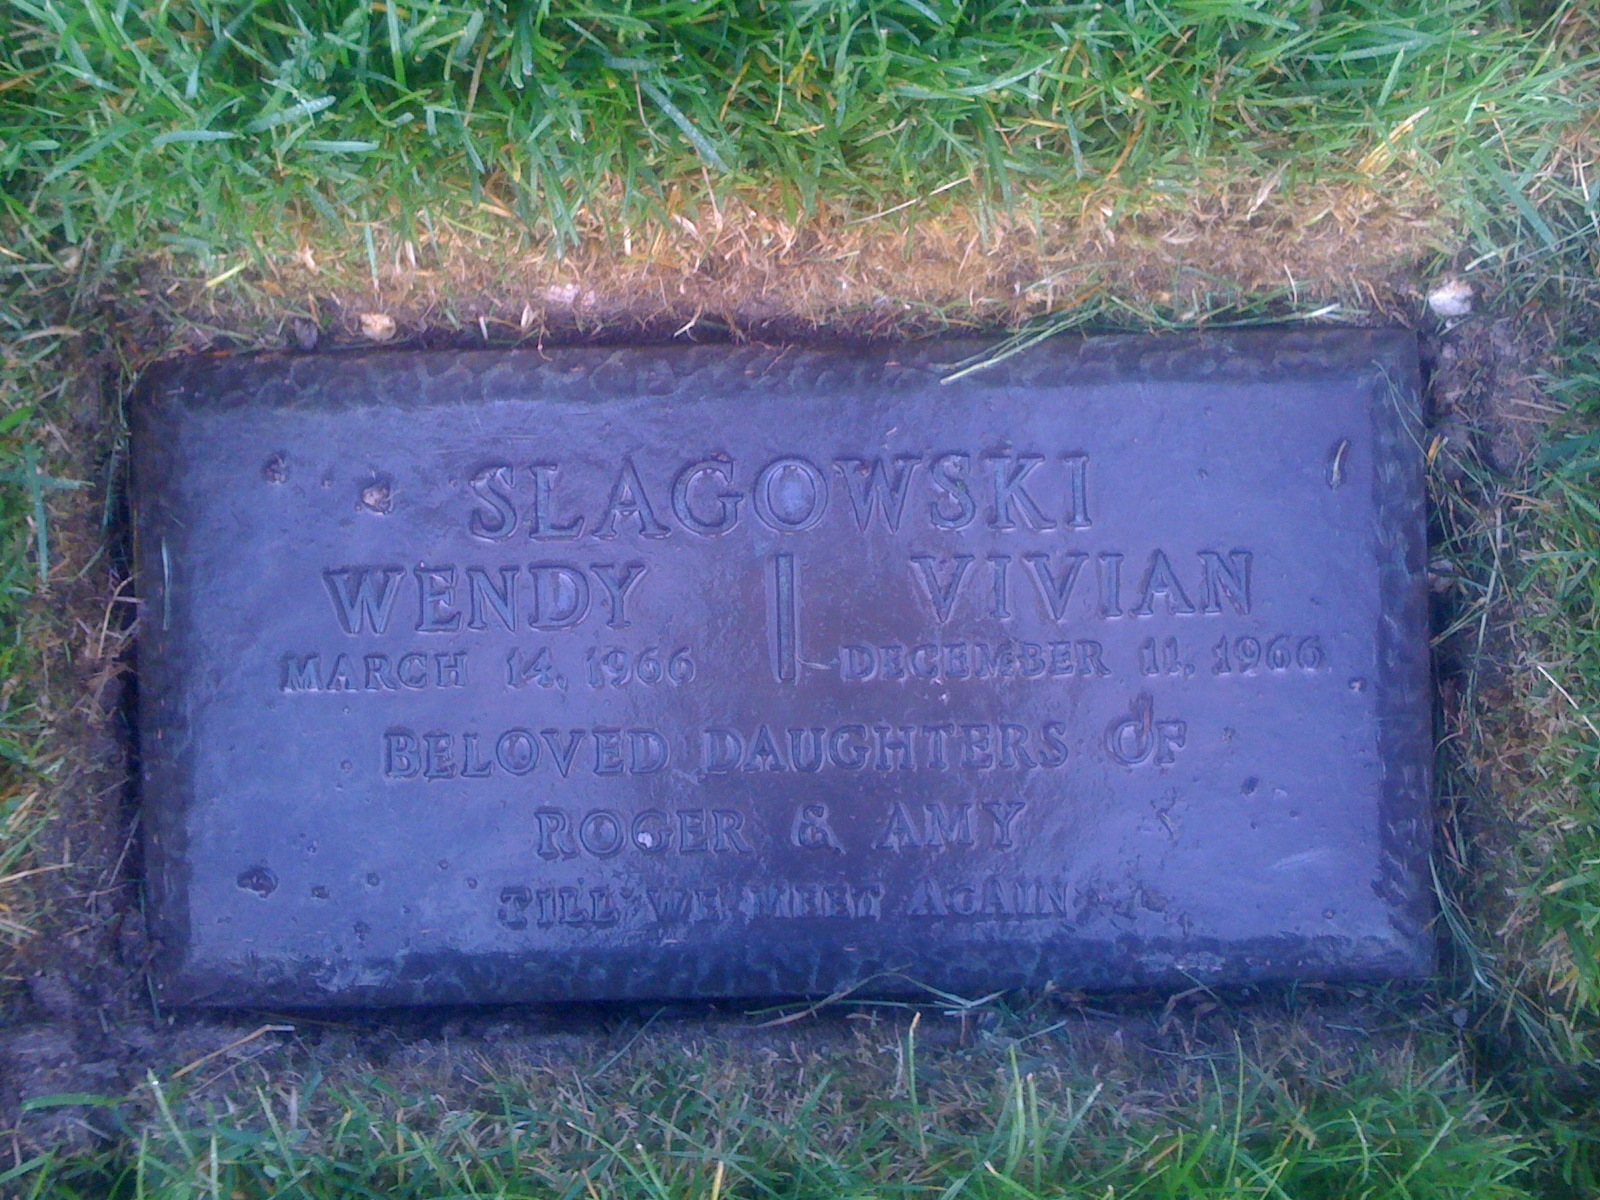 SLAGOWSKI
WENDY | VIVIAN
MARCH 14, 1966 DECEMBER 11, 1966
BELOVED DAUGHTERS OF
ROGER & AMY
TILL WE MEET AGAIN